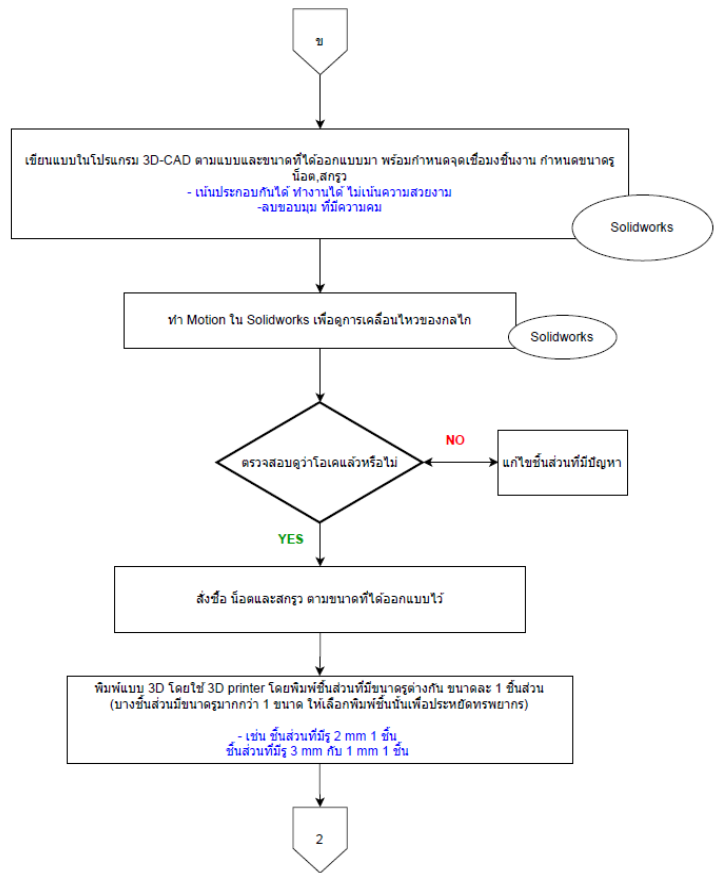 ข
เขียนแบบในโปรแกรม 3D-CAD ตามแบบและขนาดที่ได้ออกแบบมา พร้อมกำหนดจุดเชื่อมงชิ้นงาน กำหนดขนาดรู
น็อต,สกรูว
- เน้นประกอบกันได้ ทำงานได้ ไม่เน้นความสวยงาม
-ลบขอบมุม ที่มีความคม
Solidworks
ทำ Motion ใน Solidworks เพื่อดูการเคลื่อนไหวของกลไก
Solidworks
ตรวจสอบดูว่าโอเคแล้วหรือไม่
NO
แก้ไขชิ้นส่วนที่มีปัญหา
YES
สั่งซื้อ น็อตและสกรูว ตามขนาดที่ได้ออกแบบไว้
พิมพ์แบบ 3D โดยใช้ 3D printer โดยพิมพ์ชิ้นส่วนที่มีขนาดรูต่างกัน ขนาดละ 1 ชิ้นส่วน
(บางชิ้นส่วนมีขนาดรูมากกว่า 1 ขนาด ให้เลือกพิมพ์ชิ้นนั้นเพื่อประหยัดทรพยากร)
- เช่น ชิ้นส่วนที่มีรู 2 mm 1 ชิ้น
ชิ้นส่วนที่มีรู 3 mm กับ 1 mm 1 ชิ้น
2